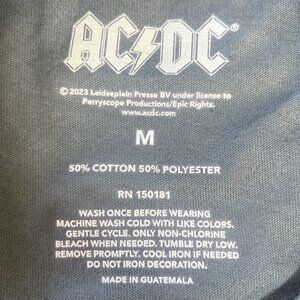 AC⚡DC®
© 2023 Leidseplein Presse BV under license to
Perryscope Productions/Epic Rights.
www.acdc.com
M
50% COTTON 50% POLYESTER
RN 150181
WASH ONCE BEFORE WEARING
MACHINE WASH COLD WITH LIKE COLORS.
GENTLE CYCLE. ONLY NON-CHLORINE
BLEACH WHEN NEEDED. TUMBLE DRY LOW.
REMOVE PROMPTLY. COOL IRON IF NEEDED
DO NOT IRON DECORATION.
MADE IN GUATEMALA